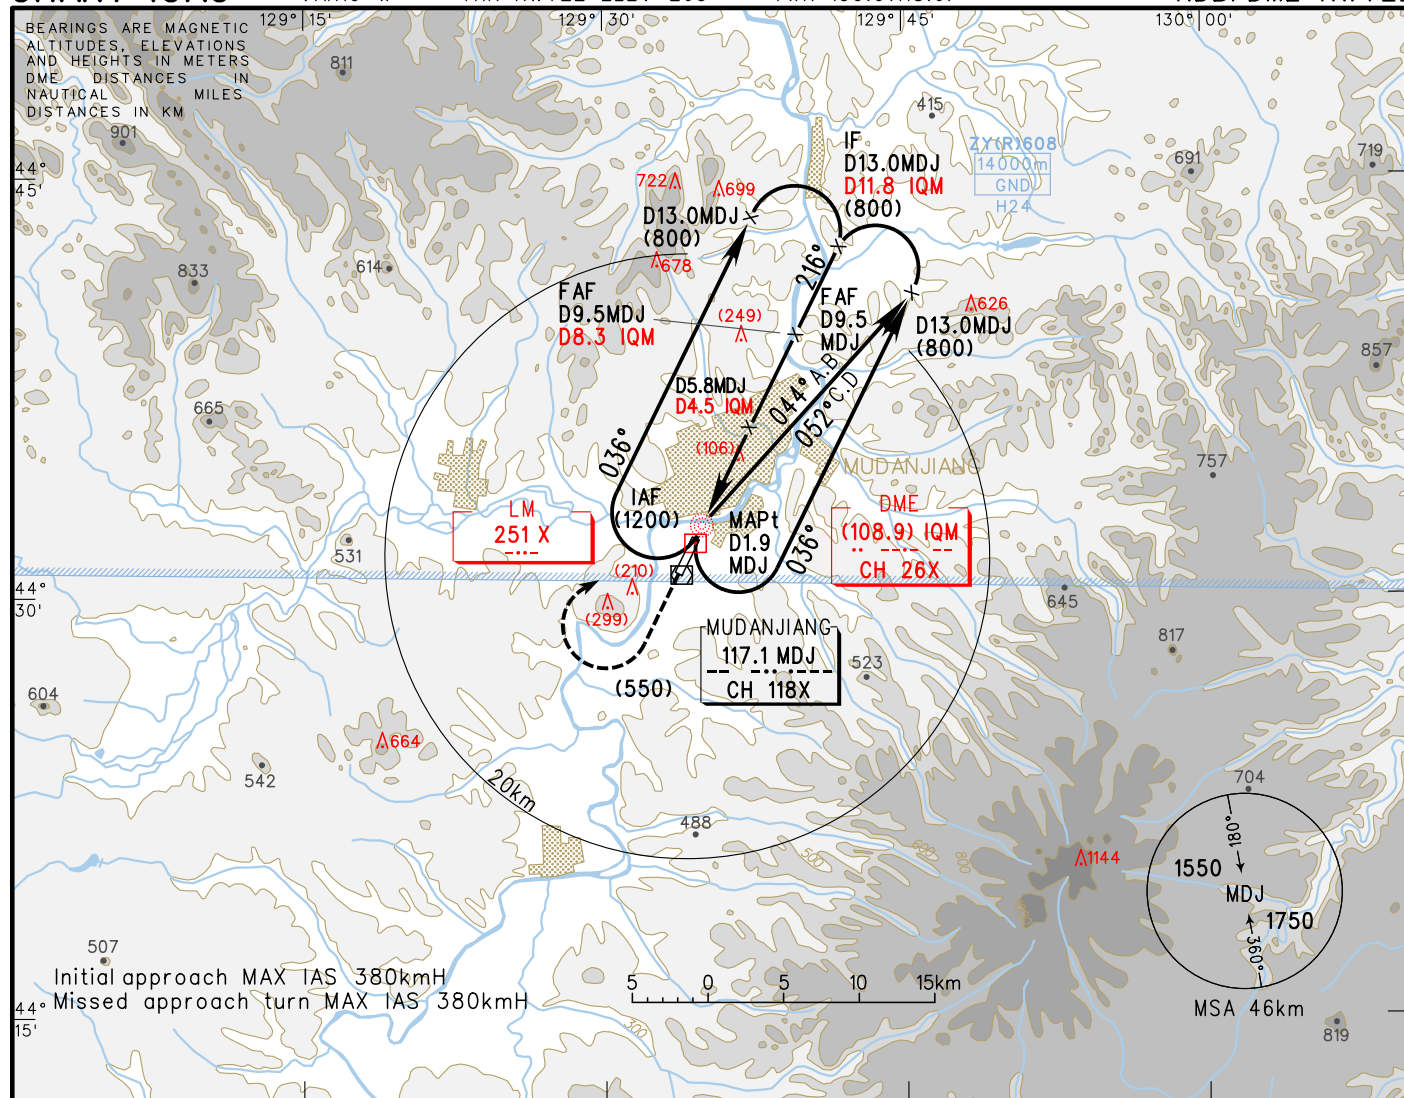 129° 15'
129° 30'
129° 45'
130° 00'
BEARINGS ARE MAGNETIC
ALTITUDES, ELEVATIONS
AND HEIGHTS IN METERS
DME DISTANCES IN
NAUTICAL MILES
DISTANCES IN KM
811
901
415
ZY(R)608
14000m
GND
H24
691
719
44°
45'
IF
D13.0MDJ
D11.8 IQM
(800)
722
699
D13.0MDJ
(800)
678
614
833
216°
FAF
D9.5MDJ
D8.3 IQM
(249)
FAF
D9.5
MDJ
626
D13.0MDJ
(800)
857
D5.8MDJ
D4.5 IQM
044° A.B
052° C.D
665
036°
(106)
MUDANJIANG
757
IAF
(1200)
LM
251 X
MAPt
D1.9
MDJ
036°
DME
(108.9) IQM
CH 26X
531
(210)
(299)
645
44°
30'
MUDANJIANG
117.1 MDJ
CH 118X
523
817
(550)
604
664
542
20km
488
500
600
800
1144
704
180°
1550
MDJ
1750
360°
MSA 46km
507
Initial approach MAX IAS 380kmH
Missed approach turn MAX IAS 380kmH
5 0 5 10 15km
300
44°
15'
819